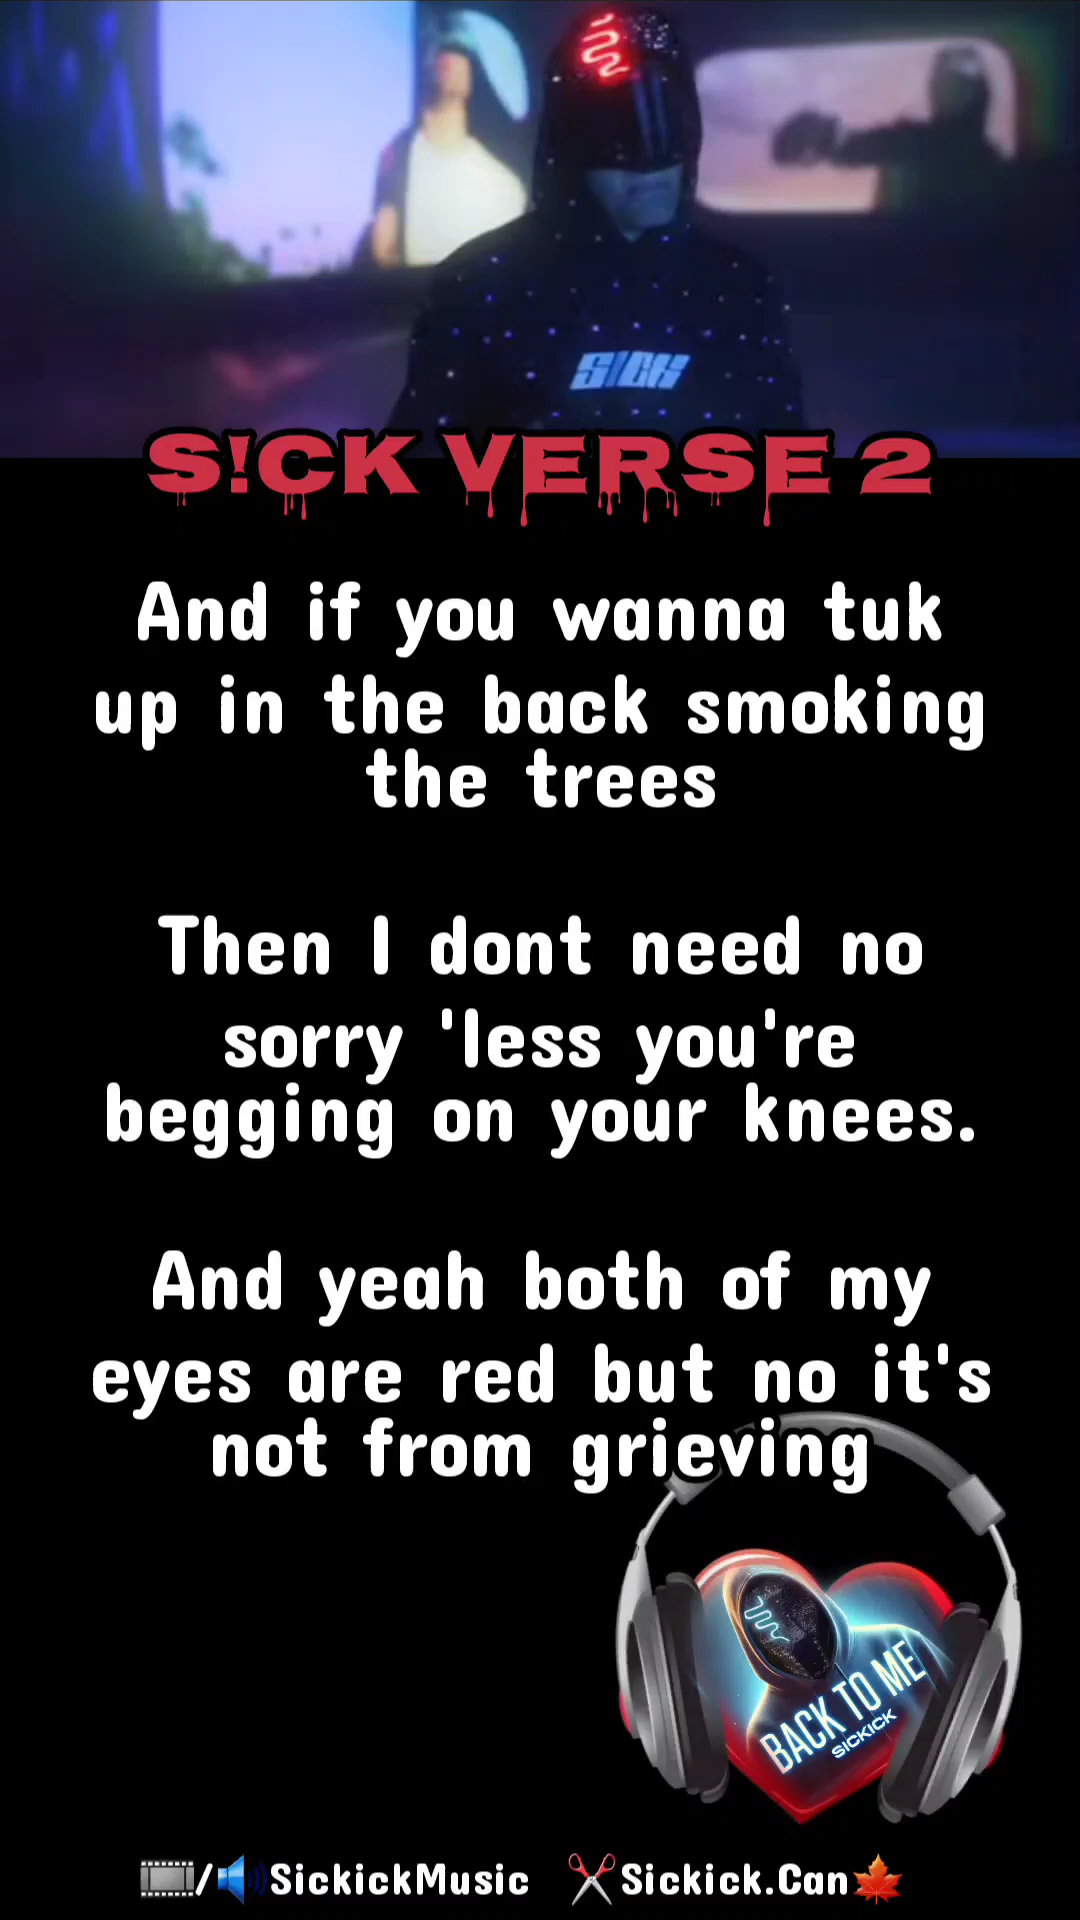 S!CK
S!CK VERSE 2
And if you wanna tuk
up in the back smoking
the trees
Then I dont need no
sorry 'less you're
begging on your knees.
And yeah both of my
eyes are red but no it's
not from grieving
BACK TO ME
S!CKICK
/SickickMusic
Sickick.Can